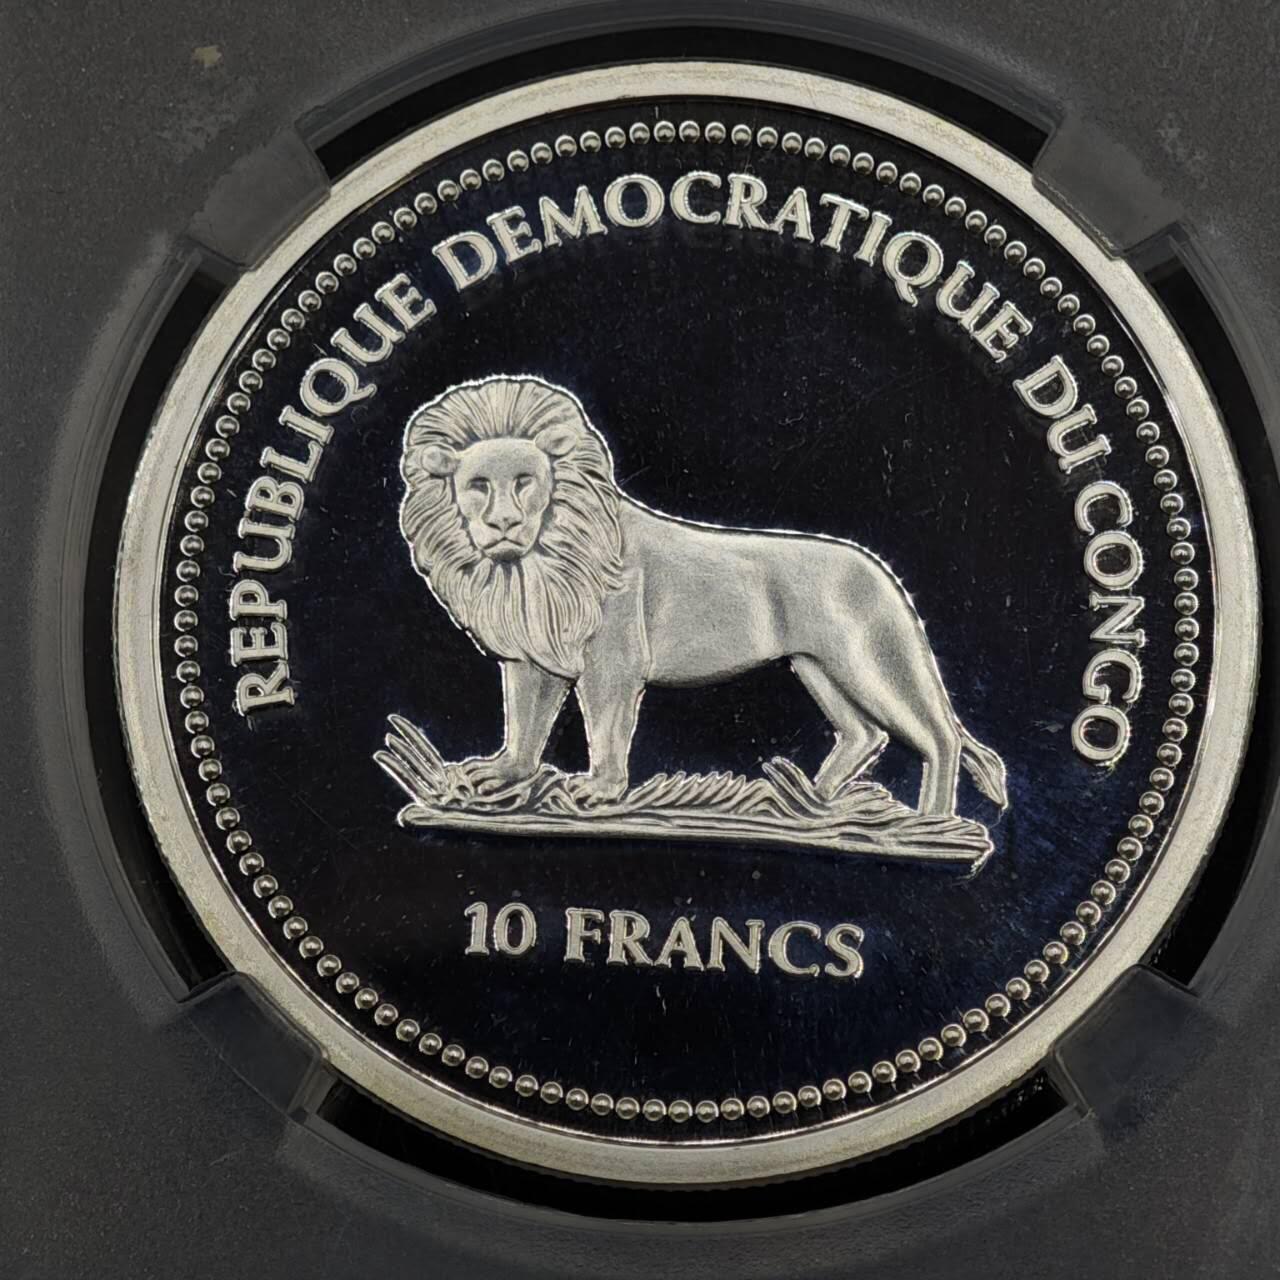 REPUBLIQUE DEMOCRATIQUE DU CONGO
10 FRANCS